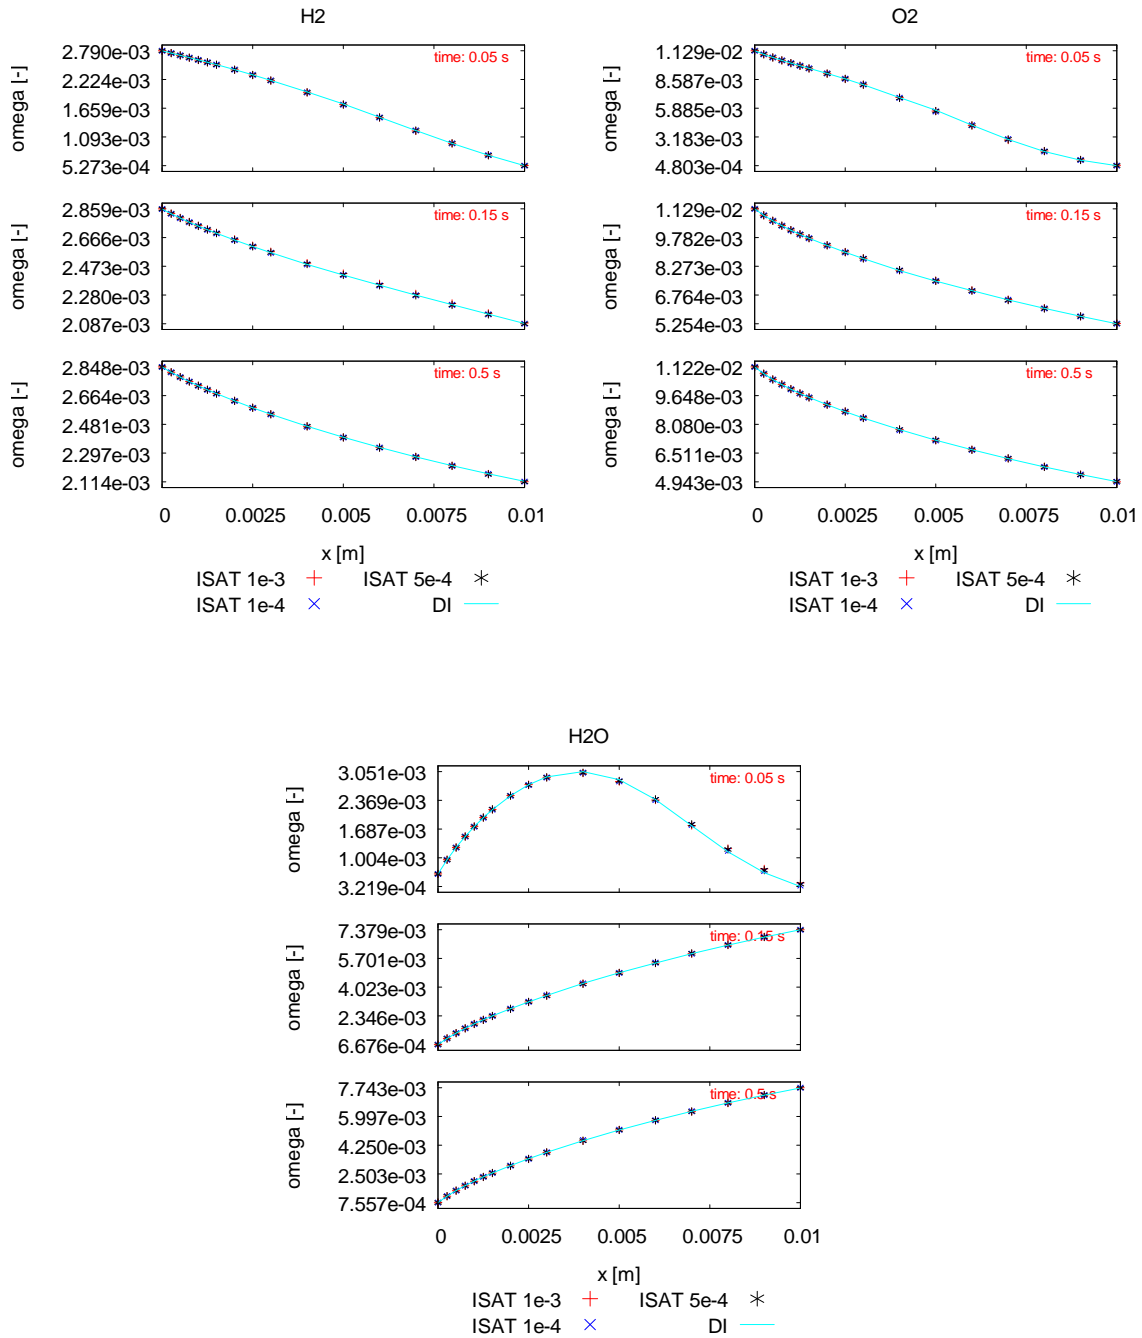 H2
2.790e-03
2.224e-03
1.659e-03
1.093e-03
5.273e-04
omega [-]
time: 0.05 s
2.859e-03
2.666e-03
2.473e-03
2.280e-03
2.087e-03
omega [-]
time: 0.15 s
2.848e-03
2.664e-03
2.481e-03
2.297e-03
2.114e-03
omega [-]
time: 0.5 s
0 0.0025 0.005 0.0075 0.01
x [m]
ISAT 1e-3 ISAT 5e-4
ISAT 1e-4 DI
O2
1.129e-02
8.587e-03
5.885e-03
3.183e-03
4.803e-04
omega [-]
time: 0.05 s
1.129e-02
9.782e-03
8.273e-03
6.764e-03
5.254e-03
omega [-]
time: 0.15 s
1.122e-02
9.648e-03
8.080e-03
6.511e-03
4.943e-03
omega [-]
time: 0.5 s
0 0.0025 0.005 0.0075 0.01
x [m]
ISAT 1e-3 ISAT 5e-4
ISAT 1e-4 DI
H2O
3.051e-03
2.369e-03
1.687e-03
1.004e-03
3.219e-04
omega [-]
time: 0.05 s
7.379e-03
5.701e-03
4.023e-03
2.346e-03
6.676e-04
omega [-]
time: 0.15 s
7.743e-03
5.997e-03
4.250e-03
2.503e-03
7.557e-04
omega [-]
time: 0.5 s
0 0.0025 0.005 0.0075 0.01
x [m]
ISAT 1e-3 ISAT 5e-4
ISAT 1e-4 DI